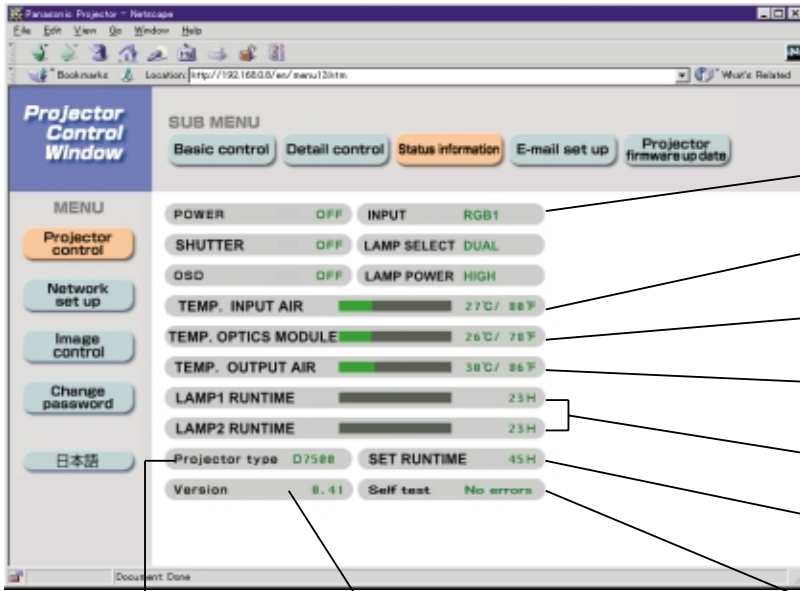 Panasonic Projector - Netscape
File Edit View Go Window Help
Bookmarks Location: http://192.168.0.8/en/menu13.htm What's Related
Projector
Control
Window
SUB MENU
Basic control Detail control Status information E-mail set up Projector firmware up date
MENU
Projector
control
Network
set up
Image
control
Change
password
日本語
POWER OFF INPUT RGB1
SHUTTER OFF LAMP SELECT DUAL
OSD OFF LAMP POWER HIGH
TEMP. INPUT AIR 27℃/ 80℉
TEMP. OPTICS MODULE 26℃/ 78℉
TEMP. OUTPUT AIR 30℃/ 86℉
LAMP1 RUNTIME 23H
LAMP2 RUNTIME 23H
Projector type D7500 SET RUNTIME 45H
Version 0.41 Self test No errors
Document: Done